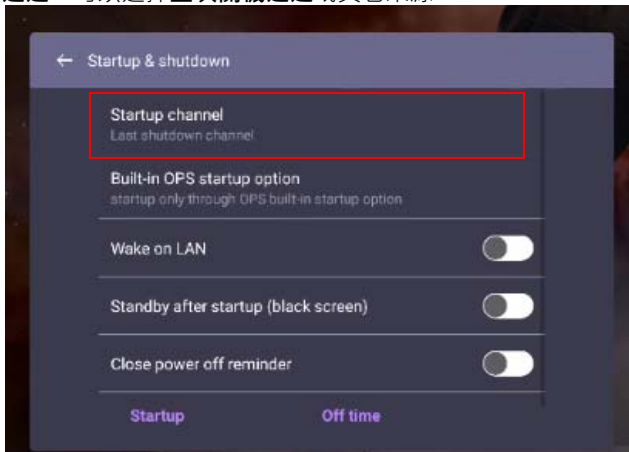 ← Startup & shutdown
Startup channel
Last shutdown channel
Built-in OPS startup option
startup only through OPS built-in startup option
Wake on LAN
Standby after startup (black screen)
Close power off reminder
Startup Off time